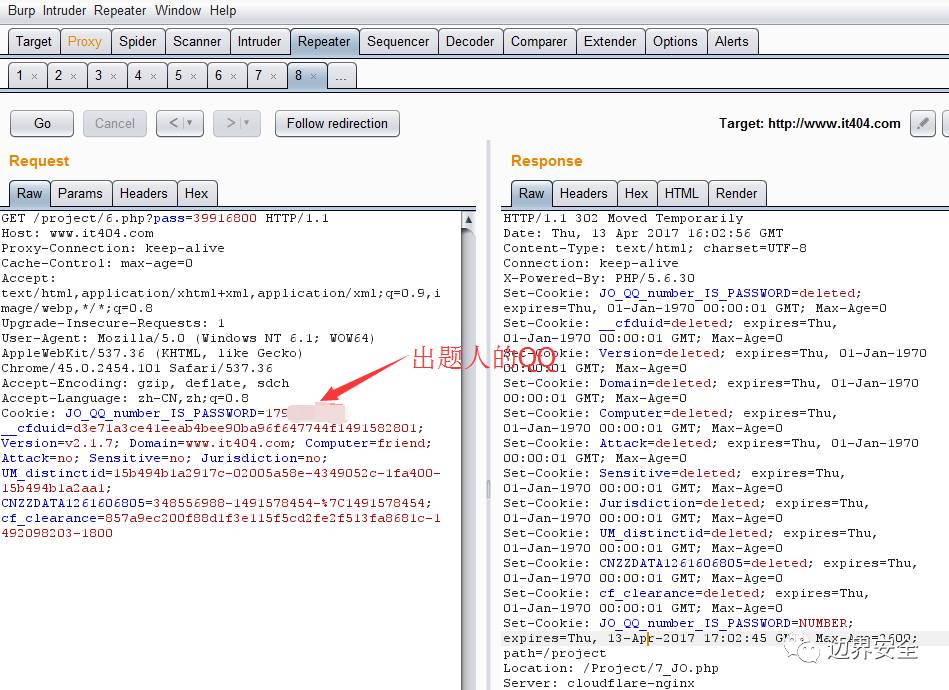 Burp Intruder Repeater Window Help
Target Proxy Spider Scanner Intruder Repeater Sequencer Decoder Comparer Extender Options Alerts
1 × 2 × 3 × 4 × 5 × 6 × 7 × 8 × ...
Go Cancel < > Follow redirection Target: http://www.it404.com
Request
Raw Params Headers Hex
GET /project/6.php?pass=39916800 HTTP/1.1
Host: www.it404.com
Proxy-Connection: keep-alive
Cache-Control: max-age=0
Accept:
text/html,application/xhtml+xml,application/xml;q=0.9,i
mage/webp,*/*;q=0.8
Upgrade-Insecure-Requests: 1
User-Agent: Mozilla/5.0 (Windows NT 6.1; WOW64)
AppleWebKit/537.36 (KHTML, like Gecko)
Chrome/45.0.2454.101 Safari/537.36
Accept-Encoding: gzip, deflate, sdch
Accept-Language: zh-CN,zh;q=0.8
Cookie: JO_QQ_number_IS_PASSWORD=179
__cfduid=d3e71a3ce41eeab4bee90ba96f647744f1491582801;
Version=v2.1.7; Domain=www.it404.com; Computer=friend;
Attack=no; Sensitive=no; Jurisdiction=no;
UM_distinctid=15b494b1a2917c-02005a58e-4349052c-1fa400-
15b494b1a2aa1;
CNZZDATA1261606805=348556988-1491578454-%7C1491578454;
cf_clearance=857a9ec200f88d1f3e115f5cd2fe2f513fa8681c-1
492098203-1800
出题人的QQ
Response
Raw Headers Hex HTML Render
HTTP/1.1 302 Moved Temporarily
Date: Thu, 13 Apr 2017 16:02:56 GMT
Content-Type: text/html; charset=UTF-8
Connection: keep-alive
X-Powered-By: PHP/5.6.30
Set-Cookie: JO_QQ_number_IS_PASSWORD=deleted;
expires=Thu, 01-Jan-1970 00:00:01 GMT; Max-Age=0
Set-Cookie: __cfduid=deleted; expires=Thu,
01-Jan-1970 00:00:01 GMT; Max-Age=0
Set-Cookie: Version=deleted; expires=Thu, 01-Jan-1970
00:00:01 GMT; Max-Age=0
Set-Cookie: Domain=deleted; expires=Thu, 01-Jan-1970
00:00:01 GMT; Max-Age=0
Set-Cookie: Computer=deleted; expires=Thu,
01-Jan-1970 00:00:01 GMT; Max-Age=0
Set-Cookie: Attack=deleted; expires=Thu, 01-Jan-1970
00:00:01 GMT; Max-Age=0
Set-Cookie: Sensitive=deleted; expires=Thu,
01-Jan-1970 00:00:01 GMT; Max-Age=0
Set-Cookie: Jurisdiction=deleted; expires=Thu,
01-Jan-1970 00:00:01 GMT; Max-Age=0
Set-Cookie: UM_distinctid=deleted; expires=Thu,
01-Jan-1970 00:00:01 GMT; Max-Age=0
Set-Cookie: CNZZDATA1261606805=deleted; expires=Thu,
01-Jan-1970 00:00:01 GMT; Max-Age=0
Set-Cookie: cf_clearance=deleted; expires=Thu,
01-Jan-1970 00:00:01 GMT; Max-Age=0
Set-Cookie: JO_QQ_number_IS_PASSWORD=NUMBER;
expires=Thu, 13-Apr-2017 17:02:45 GMT; Max-Age=3600;
path=/project
Location: /Project/7_JO.php
Server: cloudflare-nginx
边界安全